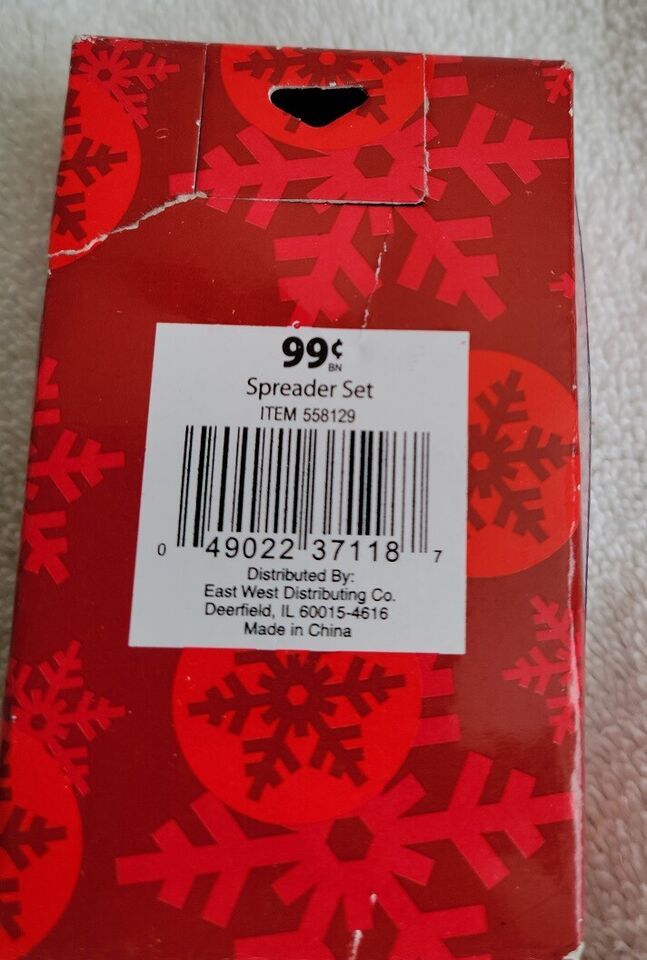 99¢
BN
Spreader Set
ITEM 558129
0 49022 37118 7
Distributed By:
East West Distributing Co.
Deerfield, IL 60015-4616
Made in China